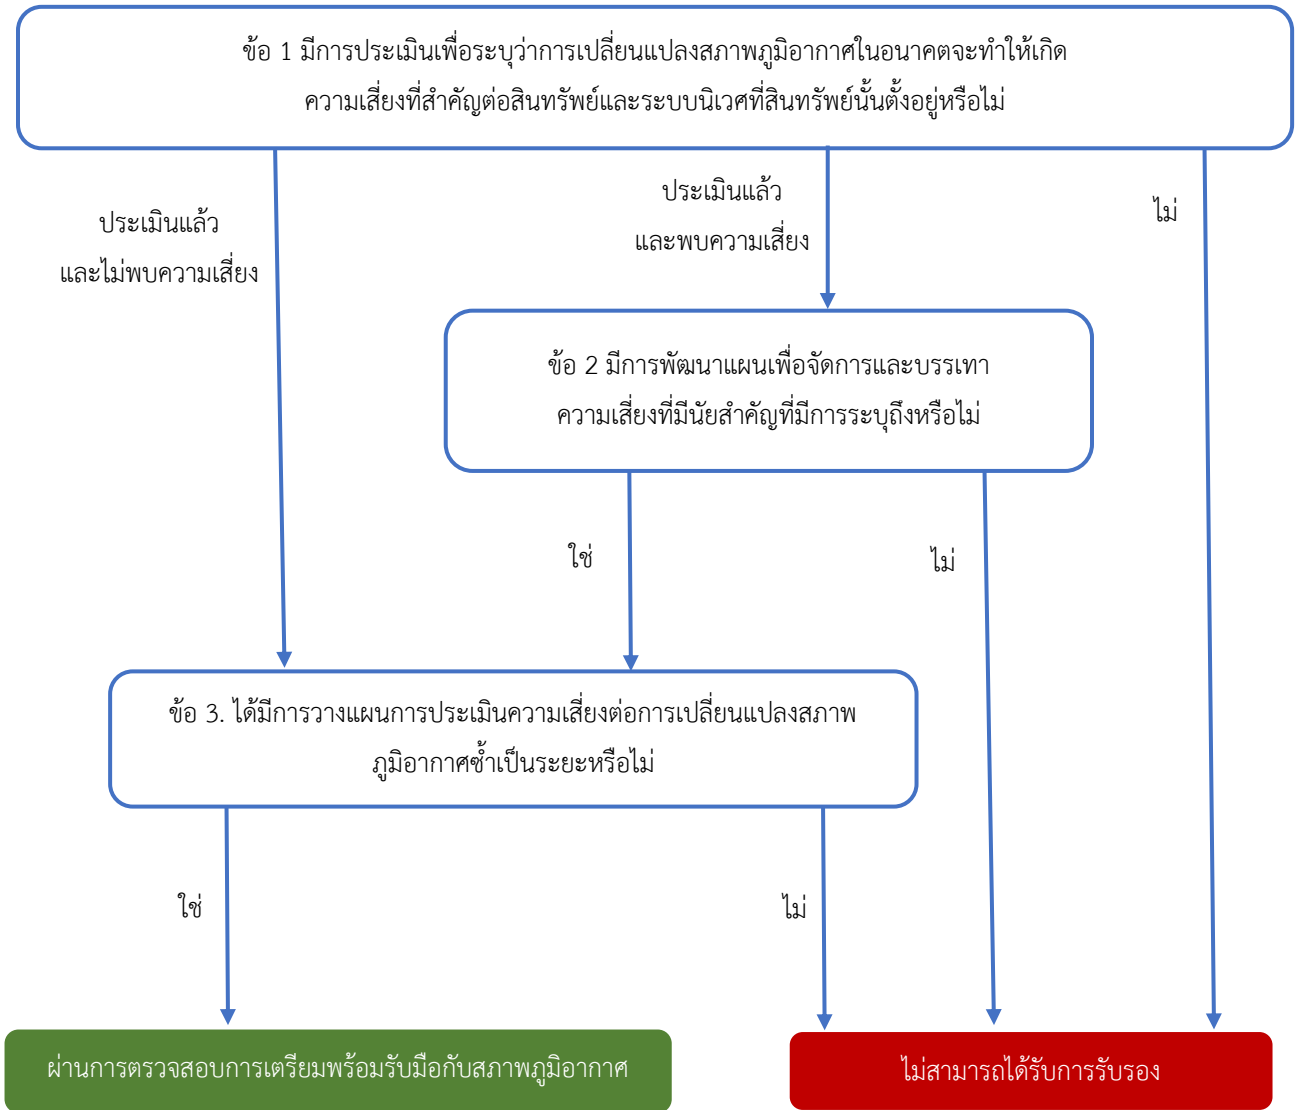 ข้อ 1 มีการประเมินเพื่อระบุว่าการเปลี่ยนแปลงสภาพภูมิอากาศในอนาคตจะทำให้เกิด
ความเสี่ยงที่สำคัญต่อสินทรัพย์และระบบนิเวศที่สินทรัพย์นั้นตั้งอยู่หรือไม่
ประเมินแล้ว
และไม่พบความเสี่ยง
ประเมินแล้ว
และพบความเสี่ยง
ไม่
ข้อ 2 มีการพัฒนาแผนเพื่อจัดการและบรรเทา
ความเสี่ยงที่มีนัยสำคัญที่มีการระบุถึงหรือไม่
ใช่
ไม่
ข้อ 3. ได้มีการวางแผนการประเมินความเสี่ยงต่อการเปลี่ยนแปลงสภาพ
ภูมิอากาศซ้ำเป็นระยะหรือไม่
ใช่
ไม่
ผ่านการตรวจสอบการเตรียมพร้อมรับมือกับสภาพภูมิอากาศ
ไม่สามารถได้รับการรับรอง